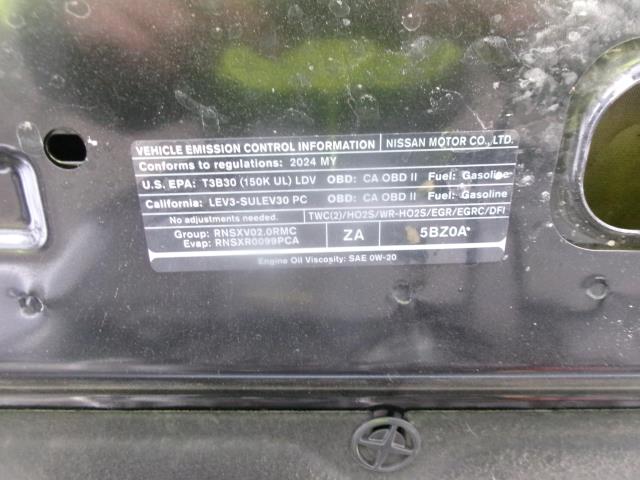 VEHICLE EMISSION CONTROL INFORMATION NISSAN MOTOR CO., LTD.
Conforms to regulations: 2024 MY
U.S. EPA: T3B30 (150K UL) LDV OBD: CA OBD II Fuel: Gasoline
California: LEV3-SULEV30 PC OBD: CA OBD II Fuel: Gasoline
No adjustments needed. TWC(2)/HO2S/WR-HO2S/EGR/EGRC/DFI
Group: RNSXV02.0RMC
Evap: RNSXR0099PCA
ZA 5BZ0A
Engine Oil Viscosity: SAE 0W-20